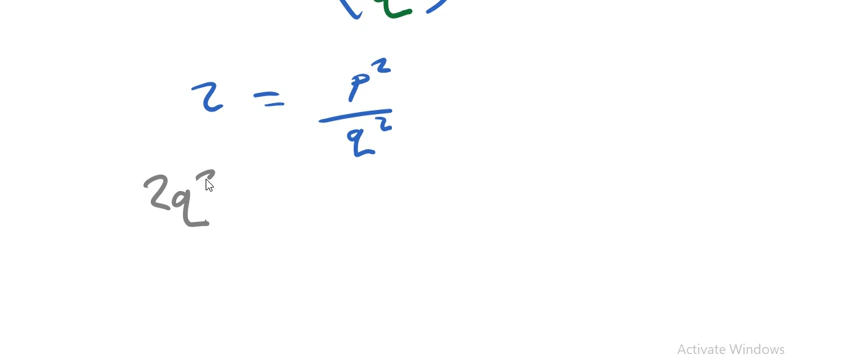 ( q )
2 = p² / q²
2q²
Activate Windows